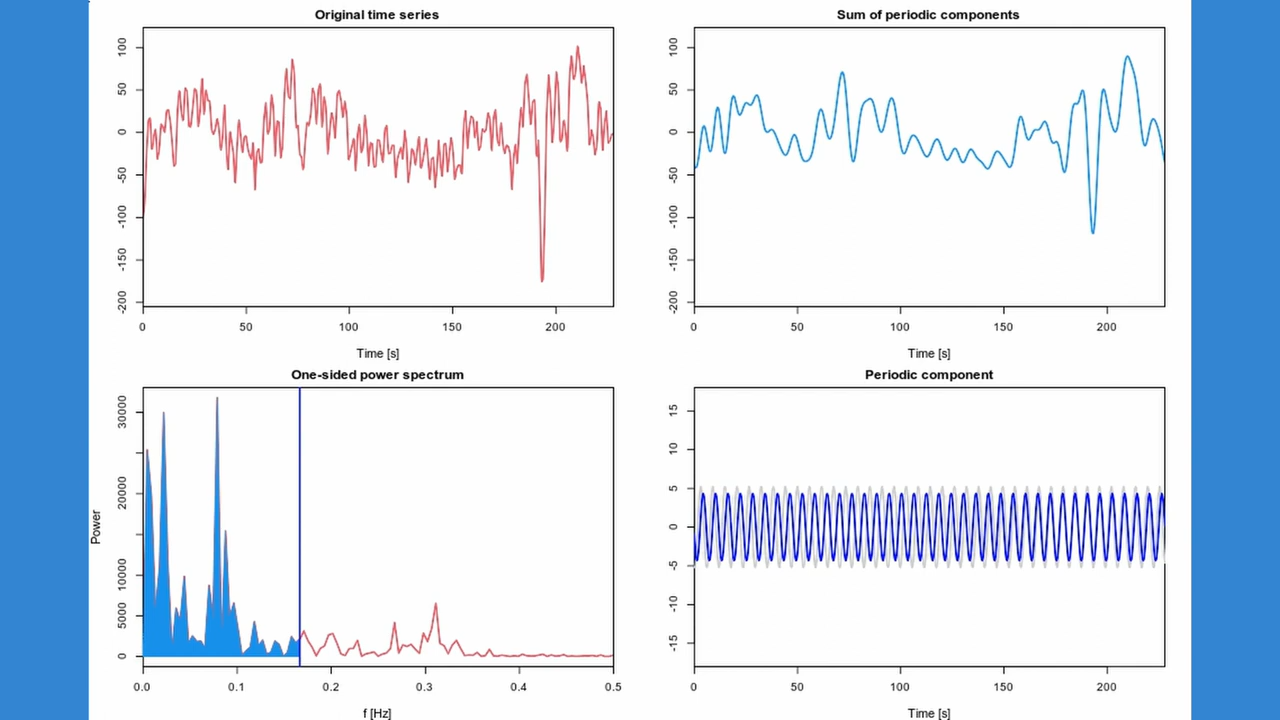 Original time series
100
50
0
-50
-100
-150
-200
0 50 100 150 200
Time [s]
Sum of periodic components
100
50
0
-50
-100
-150
-200
0 50 100 150 200
Time [s]
One-sided power spectrum
Power
30000
20000
10000
5000
0
0.0 0.1 0.2 0.3 0.4 0.5
f [Hz]
Periodic component
15
10
5
0
-5
-10
-15
0 50 100 150 200
Time [s]